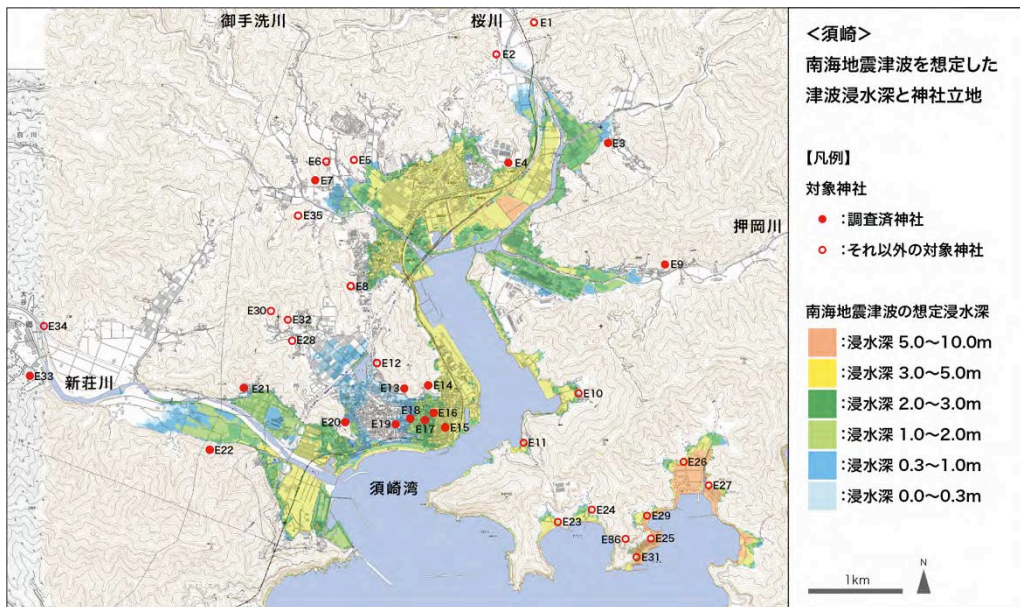 御手洗川
桜川
E1
E2
E3
E4
E5
E6
E7
E35
押岡川
E9
E8
E30
E32
E28
E34
E33
新荘川
E12
E13
E14
E21
E10
E18
E16
E20
E19
E17
E15
E22
E11
須崎湾
E26
E27
E24
E23
E29
E36
E25
E31
<須崎>
南海地震津波を想定した
津波浸水深と神社立地
【凡例】
対象神社
:調査済神社
:それ以外の対象神社
南海地震津波の想定浸水深
:浸水深 5.0〜10.0m
:浸水深 3.0〜5.0m
:浸水深 2.0〜3.0m
:浸水深 1.0〜2.0m
:浸水深 0.3〜1.0m
:浸水深 0.0〜0.3m
1km
N